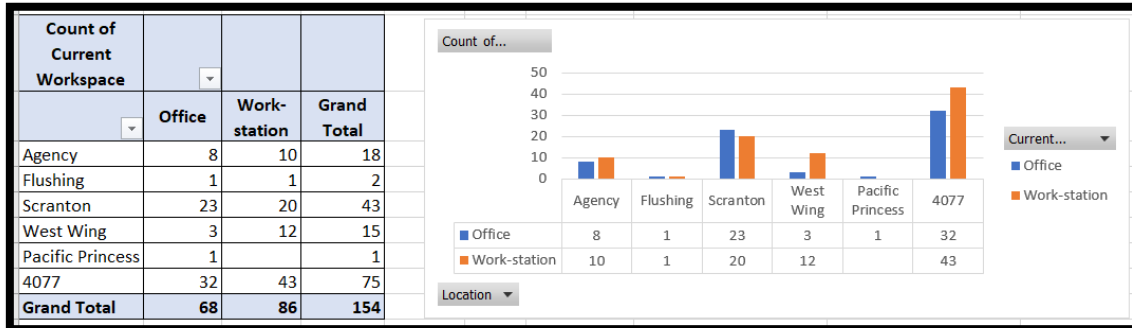 Count of
Current
Workspace
Office Work-
station Grand
Total
Agency 8 10 18
Flushing 1 1 2
Scranton 23 20 43
West Wing 3 12 15
Pacific Princess 1 1
4077 32 43 75
Grand Total 68 86 154
Count of...
50
40
30
20
10
0
Agency Flushing Scranton West
Wing Pacific
Princess 4077
Office 8 1 23 3 1 32
Work-station 10 1 20 12 43
Location
Current...
Office
Work-station